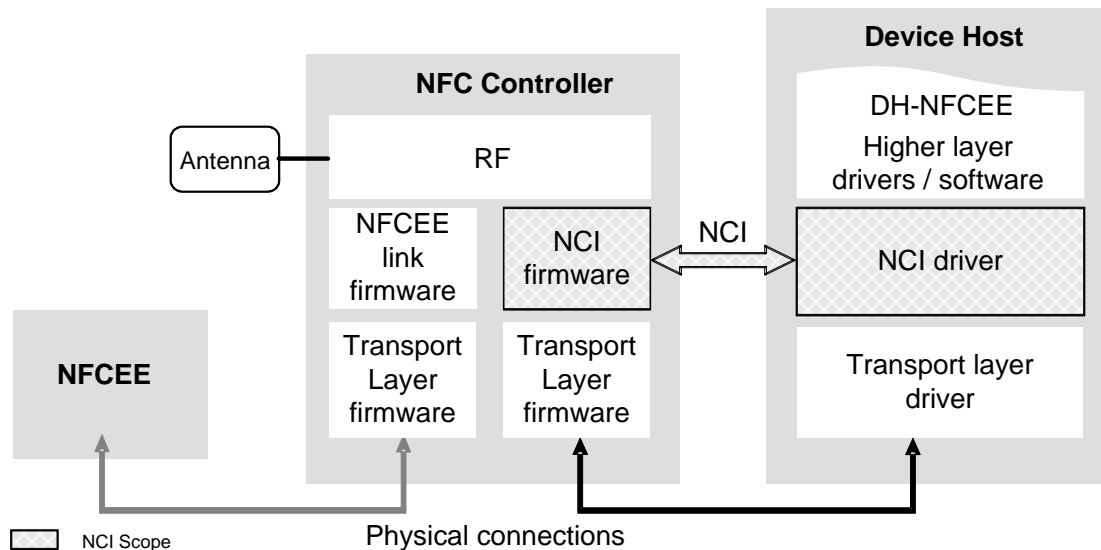 Device Host
NFC Controller
DH-NFCEE
Higher layer
drivers / software
Antenna
RF
NFCEE
link
firmware
NCI
firmware
NCI
NCI driver
NFCEE
Transport
Layer
firmware
Transport
Layer
firmware
Transport layer
driver
Physical connections
NCI Scope